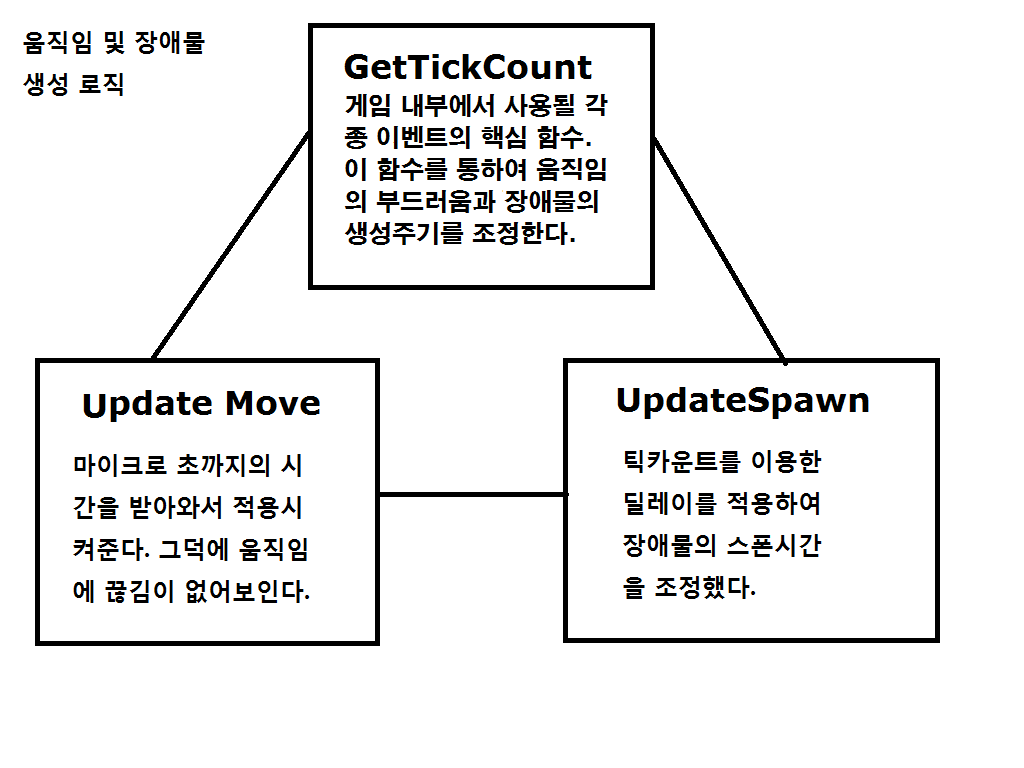 움직임 및 장애물
생성 로직
GetTickCount
게임 내부에서 사용될 각
종 이벤트의 핵심 함수.
이 함수를 통하여 움직임
의 부드러움과 장애물의
생성주기를 조정한다.
Update Move
마이크로 초까지의 시
간을 받아와서 적용시
켜준다. 그덕에 움직임
에 끊김이 없어보인다.
UpdateSpawn
틱카운트를 이용한
딜레이를 적용하여
장애물의 스폰시간
을 조정했다.